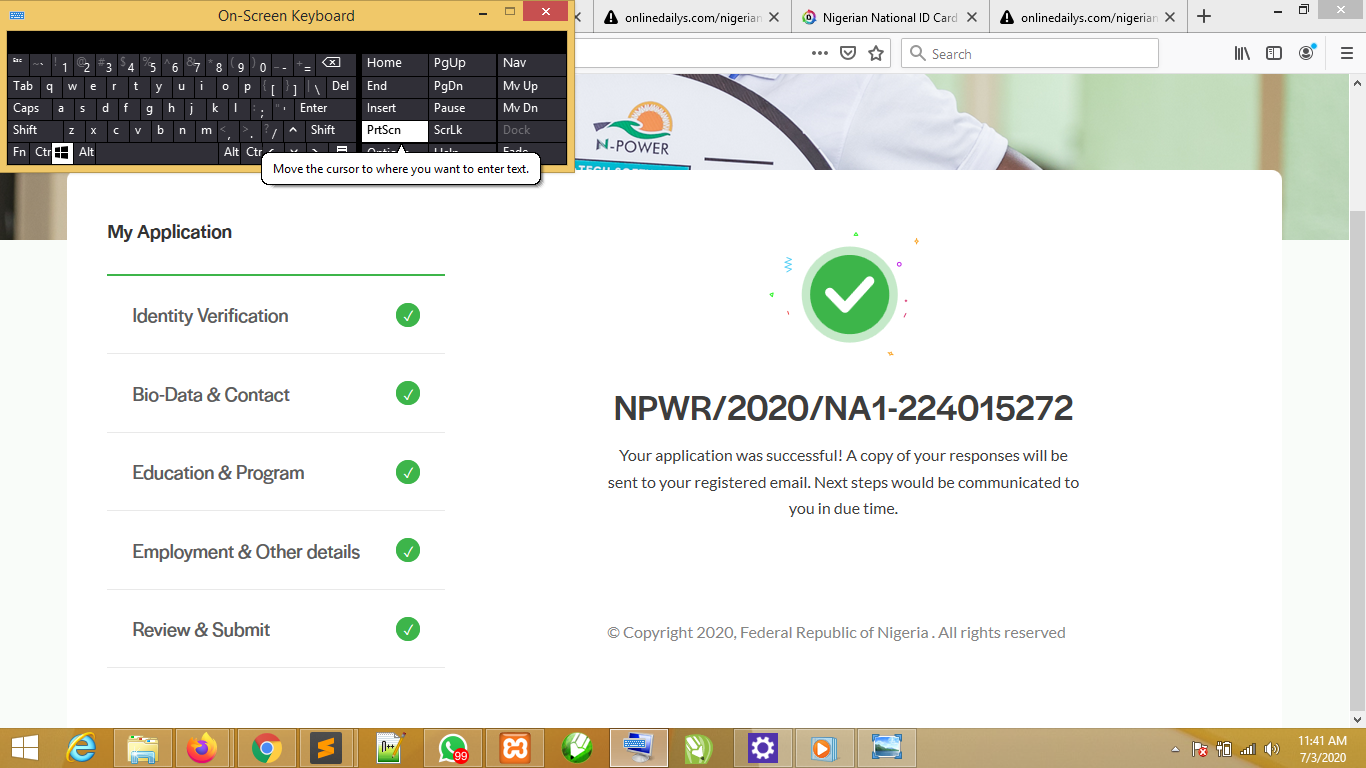 On-Screen Keyboard
onlinedailys.com/nigerian
Nigerian National ID Card
onlinedailys.com/nigerian
Search
Esc ~` !1 @2 #3 $4 %5 ^6 &7 *8 (9 )0 _- +=
Home PgUp Nav
Tab q w e r t y u i o p {[ }] |\ Del
End PgDn Mv Up
Caps a s d f g h j k l :; "' Enter
Insert Pause Mv Dn
Shift z x c v b n m <, >. ?/ ^ Shift
PrtScn ScrLk Dock
Fn Ctr Alt Alt Ctr
Options Help Fade
Move the cursor to where you want to enter text.
N-POWER
My Application
Identity Verification
Bio-Data & Contact
Education & Program
Employment & Other details
Review & Submit
NPWR/2020/NA1-224015272
Your application was successful! A copy of your responses will be
sent to your registered email. Next steps would be communicated to
you in due time.
© Copyright 2020, Federal Republic of Nigeria . All rights reserved
99
11:41 AM
7/3/2020